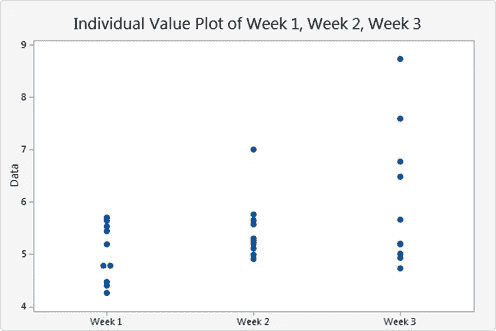 Individual Value Plot of Week 1, Week 2, Week 3
9
8
7
6
5
4
Data
Week 1
Week 2
Week 3